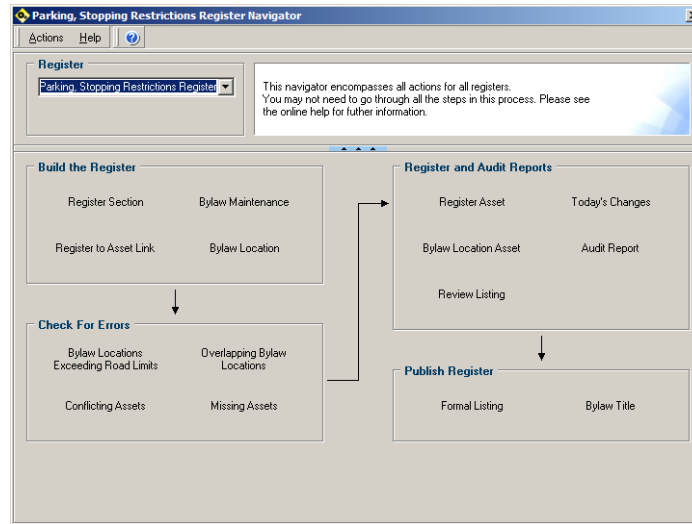 Parking, Stopping Restrictions Register Navigator
Actions Help
Register
Parking, Stopping Restrictions Register
This navigator encompasses all actions for all registers.
You may not need to go through all the steps in this process. Please see
the online help for futher information.
Build the Register
Register Section
Bylaw Maintenance
Register to Asset Link
Bylaw Location
Check For Errors
Bylaw Locations
Exceeding Road Limits
Overlapping Bylaw
Locations
Conflicting Assets
Missing Assets
Register and Audit Reports
Register Asset
Today's Changes
Bylaw Location Asset
Audit Report
Review Listing
Publish Register
Formal Listing
Bylaw Title